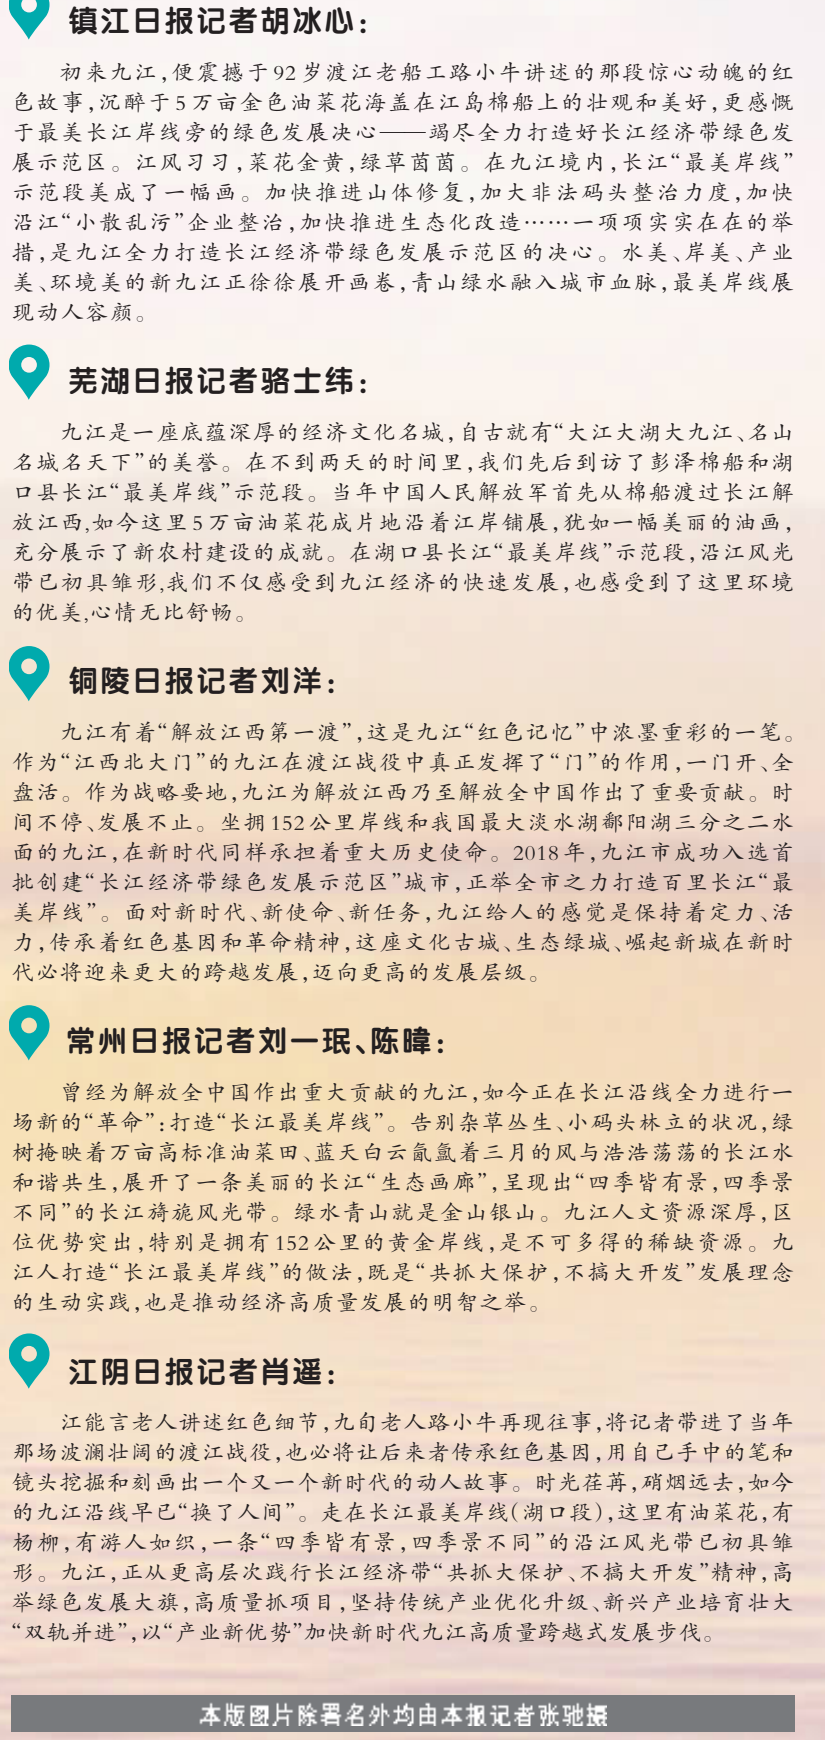 镇江日报记者胡冰心：
初来九江，便震撼于92岁渡江老船工路小牛讲述的那段惊心动魄的红
色故事，沉醉于5万亩金色油菜花海盖在江岛棉船上的壮观和美好，更感慨
于最美长江岸线旁的绿色发展决心——竭尽全力打造好长江经济带绿色发
展示范区。江风习习，菜花金黄，绿草茵茵。在九江境内，长江“最美岸线”
示范段美成了一幅画。加快推进山体修复，加大非法码头整治力度，加快
沿江“小散乱污”企业整治，加快推进生态化改造……一项项实实在在的举
措，是九江全力打造长江经济带绿色发展示范区的决心。水美、岸美、产业
美、环境美的新九江正徐徐展开画卷，青山绿水融入城市血脉，最美岸线展
现动人容颜。
芜湖日报记者骆士纬：
九江是一座底蕴深厚的经济文化名城，自古就有“大江大湖大九江、名山
名城名天下”的美誉。在不到两天的时间里，我们先后到访了彭泽棉船和湖
口县长江“最美岸线”示范段。当年中国人民解放军首先从棉船渡过长江解
放江西,如今这里5万亩油菜花成片地沿着江岸铺展，犹如一幅美丽的油画，
充分展示了新农村建设的成就。在湖口县长江“最美岸线”示范段，沿江风光
带已初具雏形,我们不仅感受到九江经济的快速发展，也感受到了这里环境
的优美,心情无比舒畅。
铜陵日报记者刘洋：
九江有着“解放江西第一渡”，这是九江“红色记忆”中浓墨重彩的一笔。
作为“江西北大门”的九江在渡江战役中真正发挥了“门”的作用，一门开、全
盘活。作为战略要地，九江为解放江西乃至解放全中国作出了重要贡献。时
间不停、发展不止。坐拥152公里岸线和我国最大淡水湖鄱阳湖三分之二水
面的九江，在新时代同样承担着重大历史使命。2018年，九江市成功入选首
批创建“长江经济带绿色发展示范区”城市，正举全市之力打造百里长江“最
美岸线”。面对新时代、新使命、新任务，九江给人的感觉是保持着定力、活
力，传承着红色基因和革命精神，这座文化古城、生态绿城、崛起新城在新时
代必将迎来更大的跨越发展，迈向更高的发展层级。
常州日报记者刘一珉、陈暐：
曾经为解放全中国作出重大贡献的九江，如今正在长江沿线全力进行一
场新的“革命”：打造“长江最美岸线”。告别杂草丛生、小码头林立的状况，绿
树掩映着万亩高标准油菜田、蓝天白云氤氲着三月的风与浩浩荡荡的长江水
和谐共生，展开了一条美丽的长江“生态画廊”，呈现出“四季皆有景，四季景
不同”的长江旖旎风光带。绿水青山就是金山银山。九江人文资源深厚，区
位优势突出，特别是拥有152公里的黄金岸线，是不可多得的稀缺资源。九
江人打造“长江最美岸线”的做法，既是“共抓大保护，不搞大开发”发展理念
的生动实践，也是推动经济高质量发展的明智之举。
江阴日报记者肖遥：
江能言老人讲述红色细节，九旬老人路小牛再现往事，将记者带进了当年
那场波澜壮阔的渡江战役，也必将让后来者传承红色基因，用自己手中的笔和
镜头挖掘和刻画出一个又一个新时代的动人故事。时光荏苒，硝烟远去，如今
的九江沿线早已“换了人间”。走在长江最美岸线(湖口段)，这里有油菜花，有
杨柳，有游人如织，一条“四季皆有景，四季景不同”的沿江风光带已初具雏
形。九江，正从更高层次践行长江经济带“共抓大保护、不搞大开发”精神，高
举绿色发展大旗，高质量抓项目，坚持传统产业优化升级、新兴产业培育壮大
“双轨并进”，以“产业新优势”加快新时代九江高质量跨越式发展步伐。
本版图片除署名外均由本报记者张驰摄